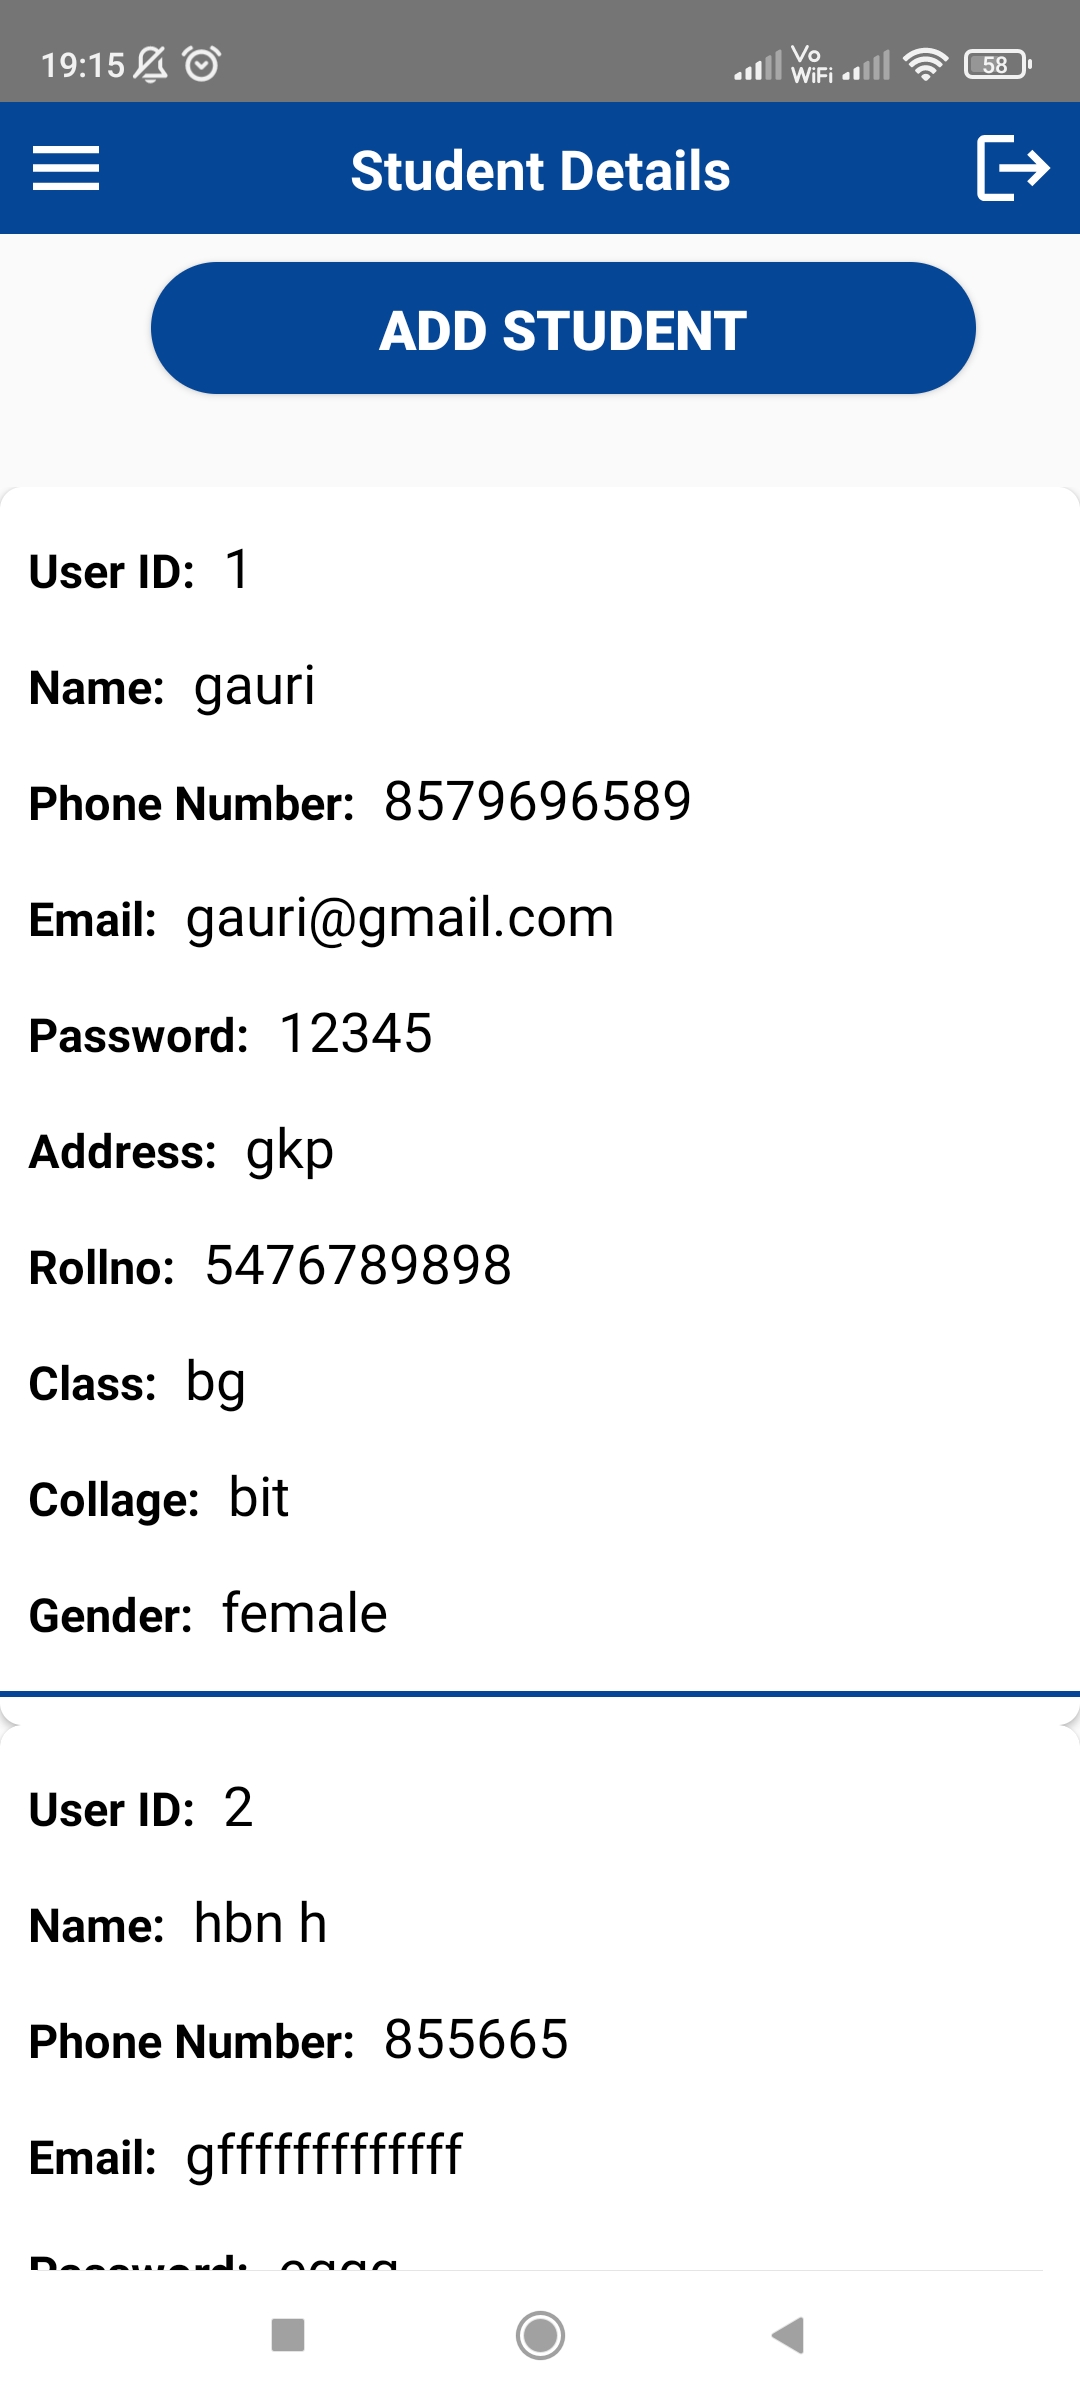 19:15 Vo WiFi 58
Student Details
ADD STUDENT
User ID: 1
Name: gauri
Phone Number: 8579696589
Email: gauri@gmail.com
Password: 12345
Address: gkp
Rollno: 5476789898
Class: bg
Collage: bit
Gender: female
User ID: 2
Name: hbn h
Phone Number: 855665
Email: gfffffffffffff
Password: